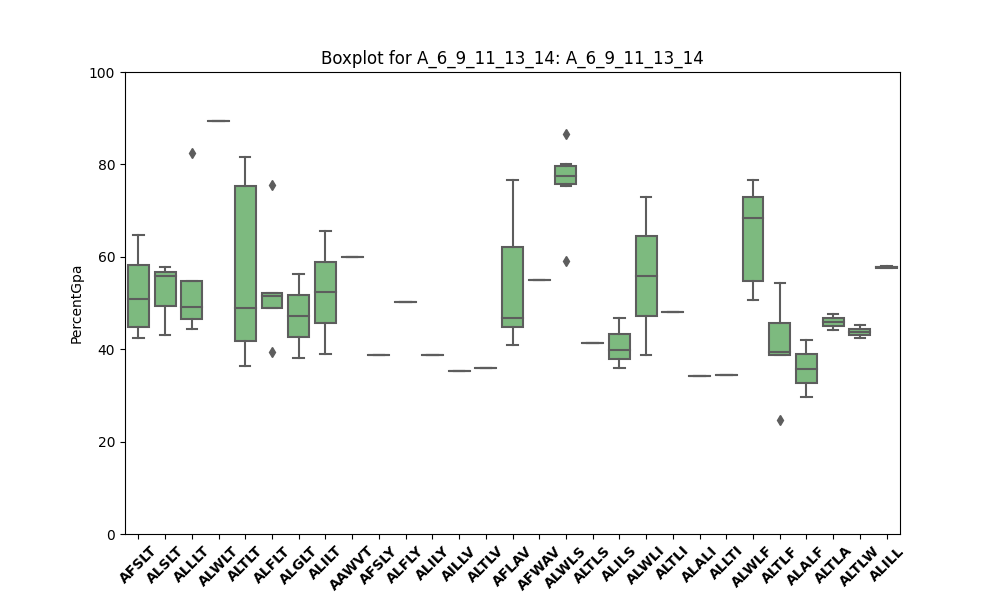 Boxplot for A_6_9_11_13_14: A_6_9_11_13_14
PercentGpa
100
80
60
40
20
0
AFSLT
ALSLT
ALLLT
ALWLT
ALTLT
ALFLT
ALGLT
ALILT
AAWVT
AFSLY
ALFLY
ALILY
AILLV
ALTLV
AFLAV
AFWAV
ALWLS
ALTLS
ALILS
ALWLI
ALTLI
ALALI
ALLTI
ALWLF
ALTLF
ALALF
ALTLA
ALTLW
ALILL